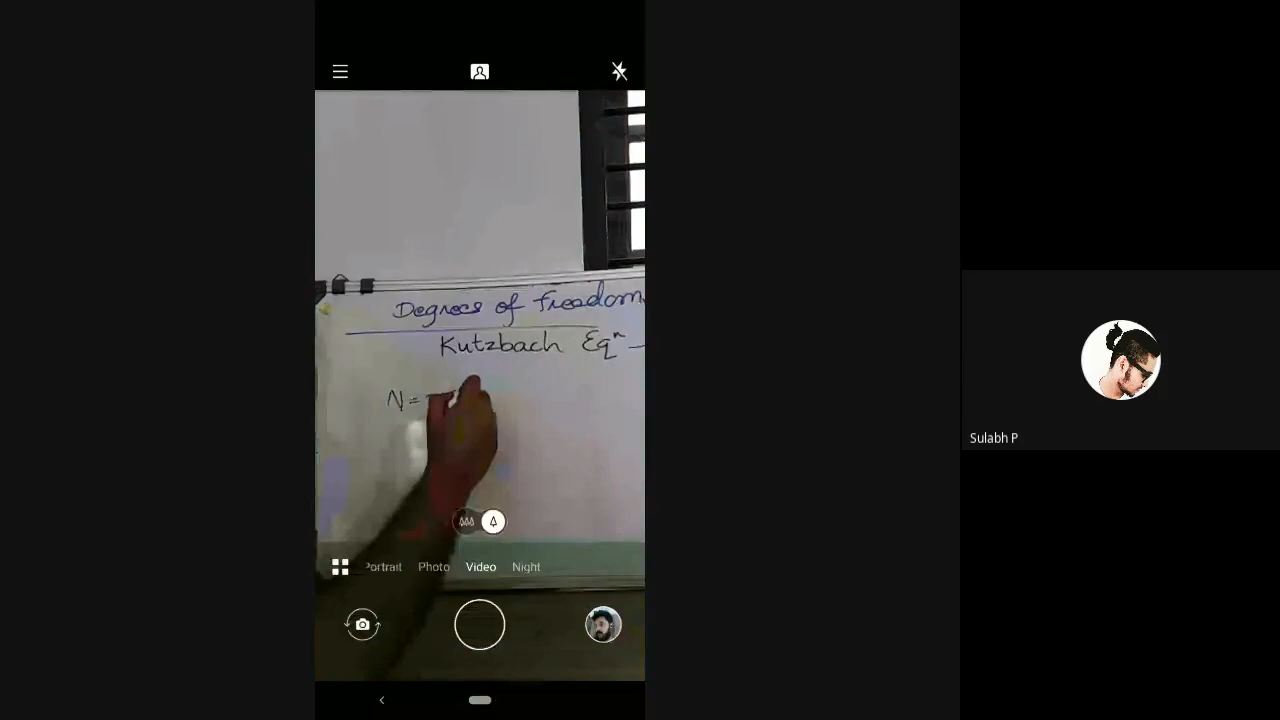 Degrees of freedom
Kutzbach Eqⁿ –
N =
Portrait Photo Video Night
Sulabh P